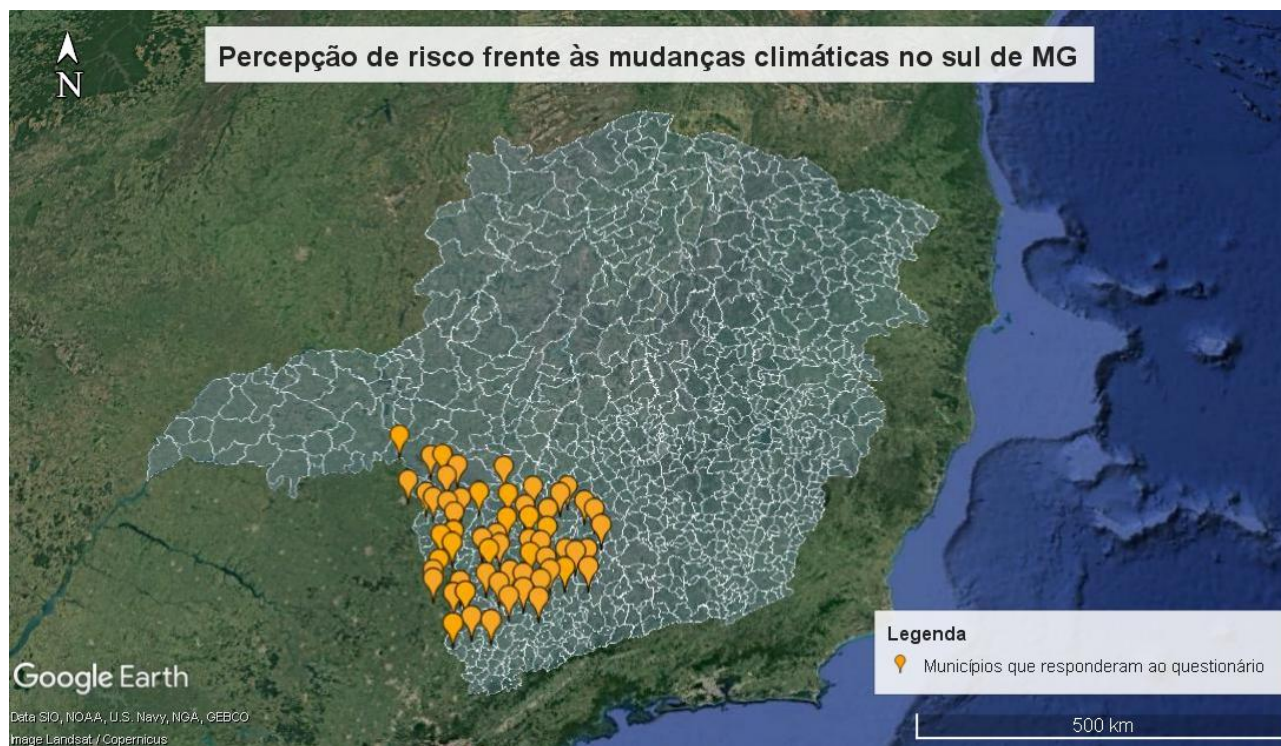 Percepção de risco frente às mudanças climáticas no sul de MG
N
Legenda
Municípios que responderam ao questionário
Google Earth
Data SIO, NOAA, U.S. Navy, NGA, GEBCO
Image Landsat / Copernicus
500 km